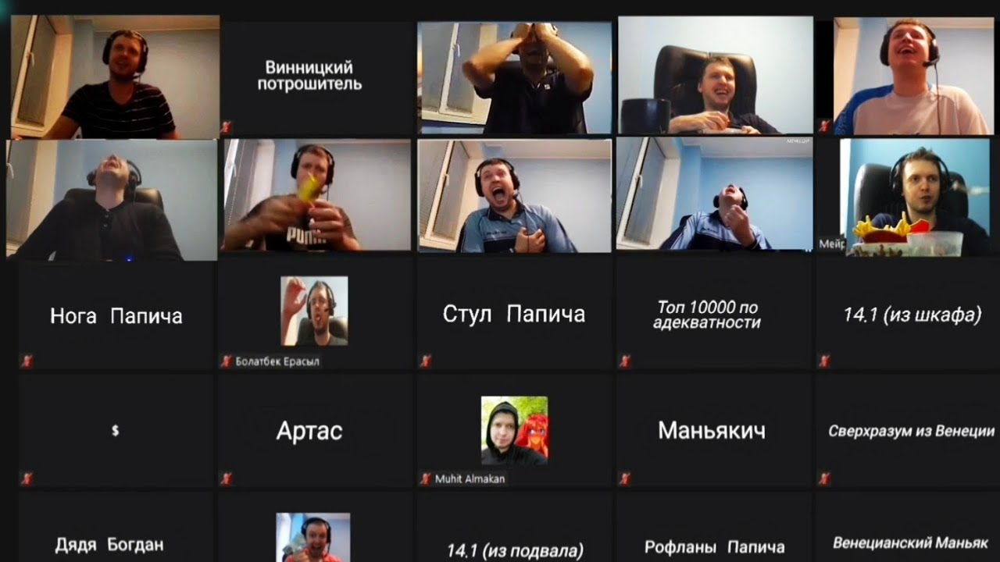 Винницкий
потрошитель
Мейр
Нога Папича
Болатбек Ерасыл
Стул Папича
Топ 10000 по
адекватности
14.1 (из шкафа)
$
Артас
Muhit Almakan
Маньякич
Сверхразум из Венеции
Дядя Богдан
14.1 (из подвала)
Рофланы Папича
Венецианский Маньяк